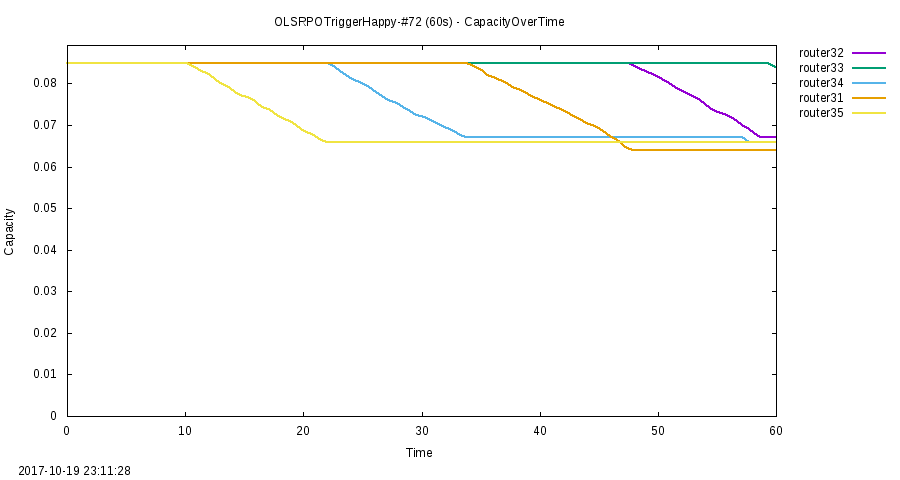 OLSRPOTriggerHappy-#72 (60s) - CapacityOverTime
router32
router33
router34
router31
router35
0.08
0.07
0.06
0.05
0.04
0.03
0.02
0.01
0
Capacity
0 10 20 30 40 50 60
Time
2017-10-19 23:11:28